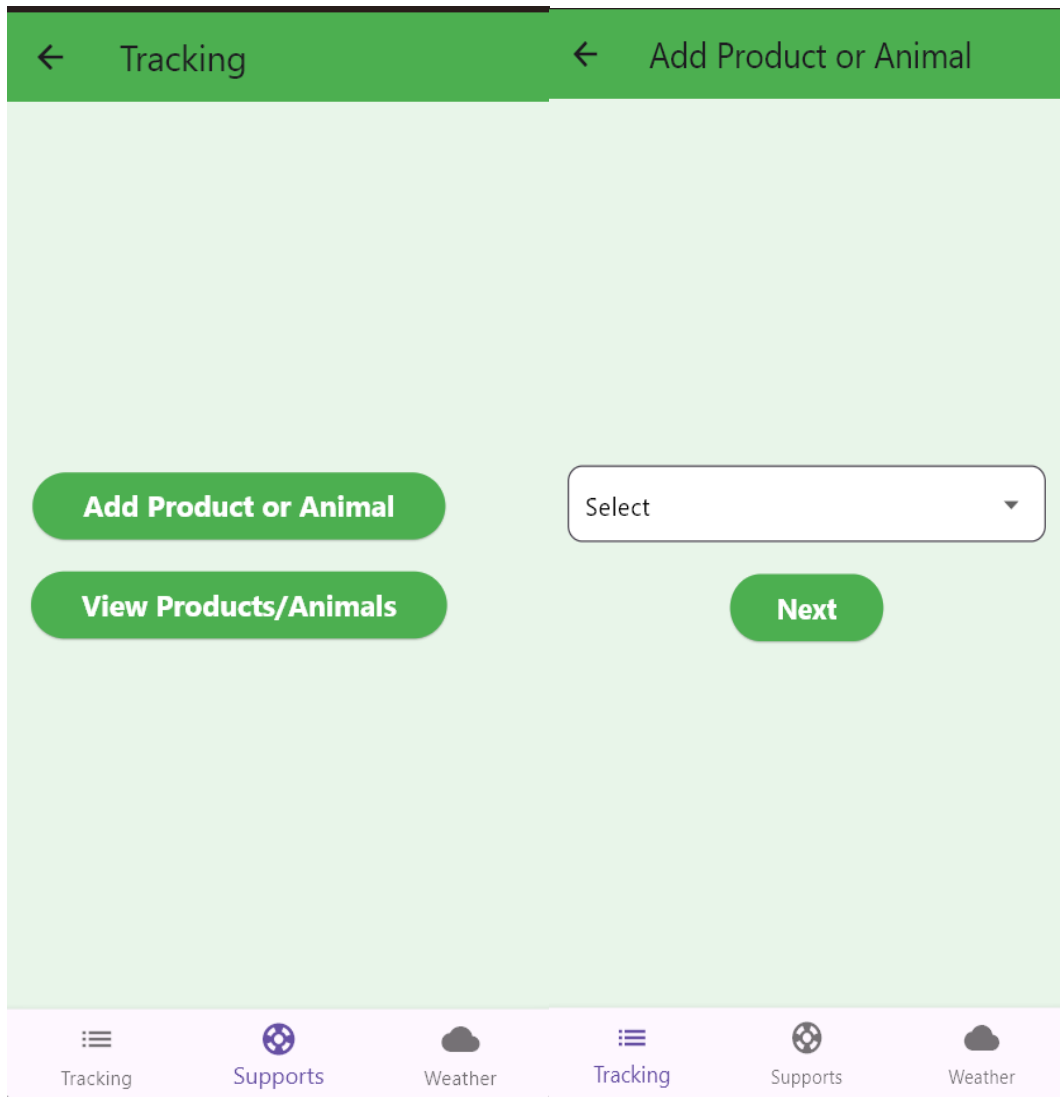 Tracking
Add Product or Animal
View Products/Animals
Tracking
Supports
Weather
Add Product or Animal
Select
Next
Tracking
Supports
Weather